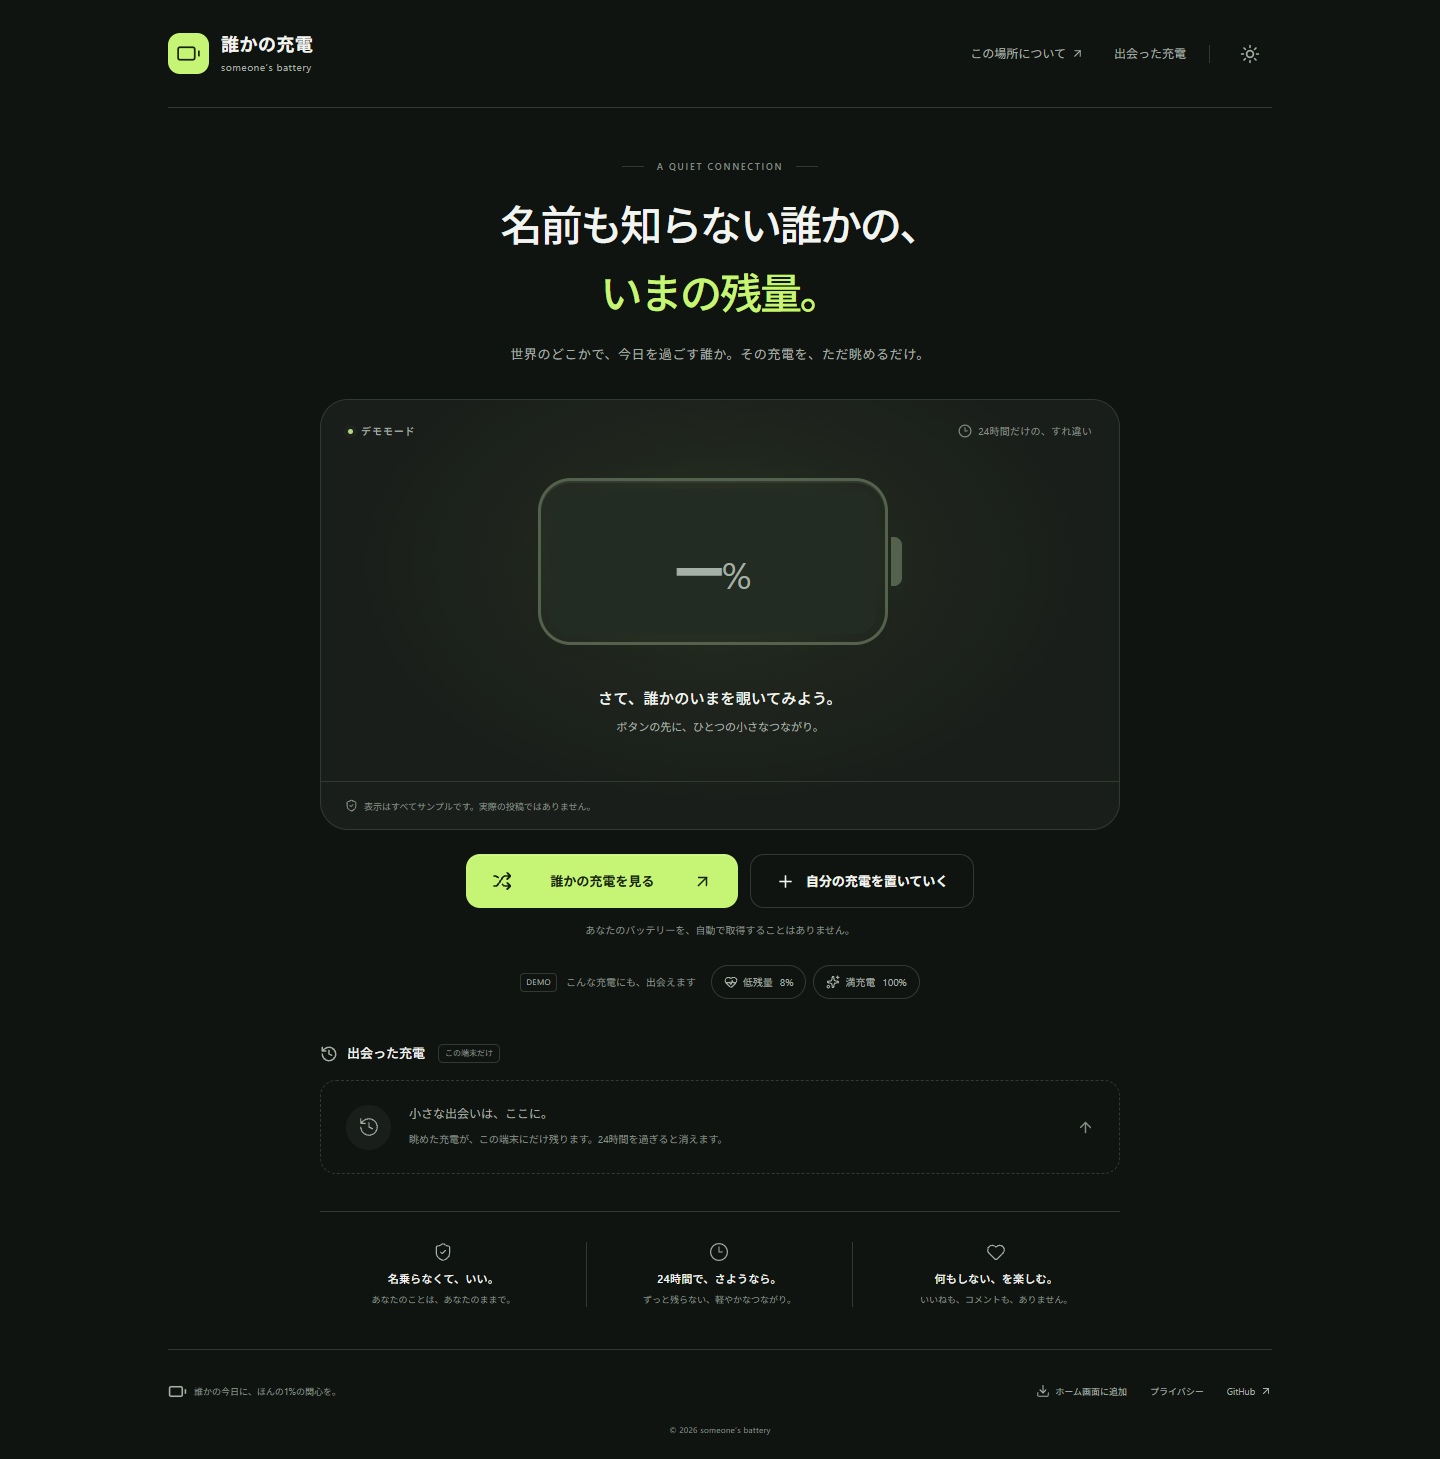 誰かの充電
someone's battery
この場所について
出会った充電
A QUIET CONNECTION
名前も知らない誰かの、
いまの残量。
世界のどこかで、今日を過ごす誰か。その充電を、ただ眺めるだけ。
デモモード
24時間だけの、すれ違い
—%
さて、誰かのいまを覗いてみよう。
ボタンの先に、ひとつの小さなつながり。
表示はすべてサンプルです。実際の投稿ではありません。
誰かの充電を見る
自分の充電を置いていく
あなたのバッテリーを、自動で取得することはありません。
DEMO こんな充電にも、出会えます
低残量 8%
満充電 100%
出会った充電 この端末だけ
小さな出会いは、ここに。
眺めた充電が、この端末にだけ残ります。24時間を過ぎると消えます。
名乗らなくて、いい。
あなたのことは、あなたのままで。
24時間で、さようなら。
ずっと残らない、軽やかなつながり。
何もしない、を楽しむ。
いいねも、コメントも、ありません。
誰かの今日に、ほんの1%の関心を。
ホーム画面に追加
プライバシー
GitHub
© 2026 someone's battery